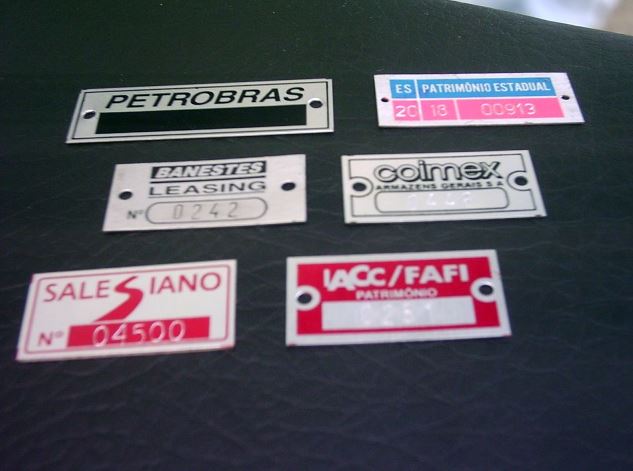 PETROBRAS
ES PATRIMÔNIO ESTADUAL
20 18 00913
BANESTES
LEASING
Nº 0242
coimex
ARMAZENS GERAIS S A
SALESIANO
Nº 04500
IACC/FAFI
PATRIMÔNIO